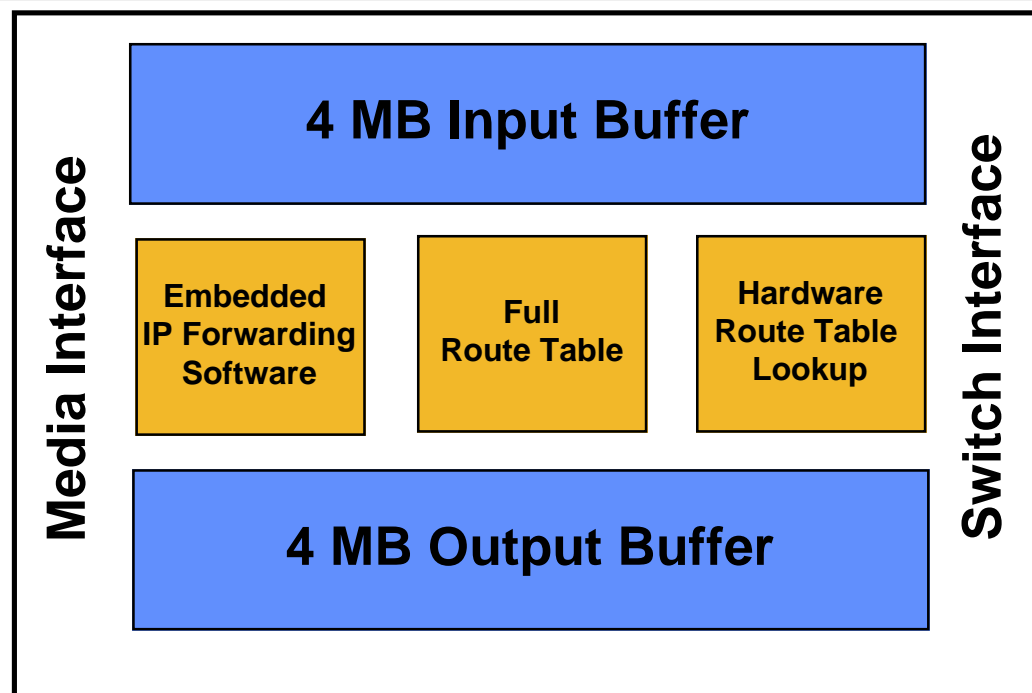 4 MB Input Buffer
Media Interface
Embedded
IP Forwarding
Software
Full
Route Table
Hardware
Route Table
Lookup
Switch Interface
4 MB Output Buffer